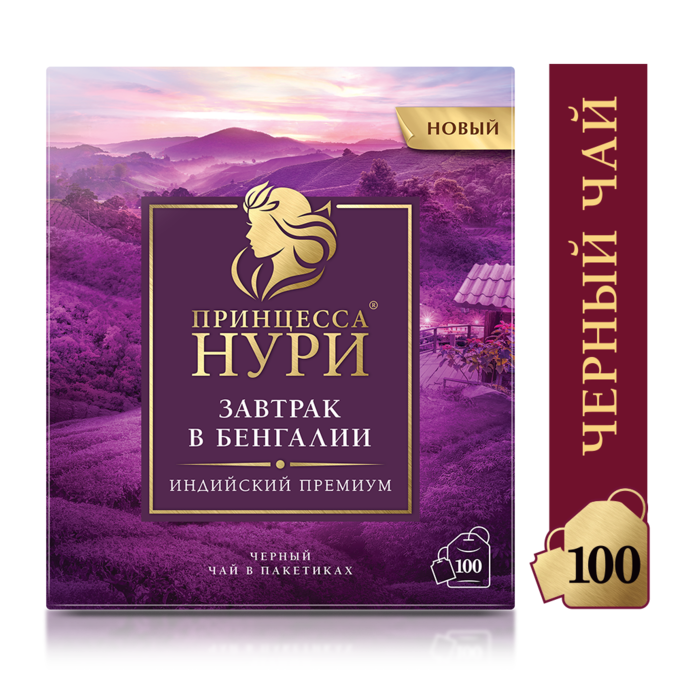 НОВЫЙ
ПРИНЦЕССА®
НУРИ
ЗАВТРАК
В БЕНГАЛИИ
ИНДИЙСКИЙ ПРЕМИУМ
ЧЕРНЫЙ
ЧАЙ В ПАКЕТИКАХ
100
ЧЕРНЫЙ ЧАЙ
100